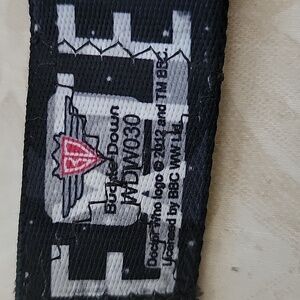 Buckle-Down
WDW030
Doctor Who logo © 2012 and TM BBC.
Licensed by BBC WW Ltd.